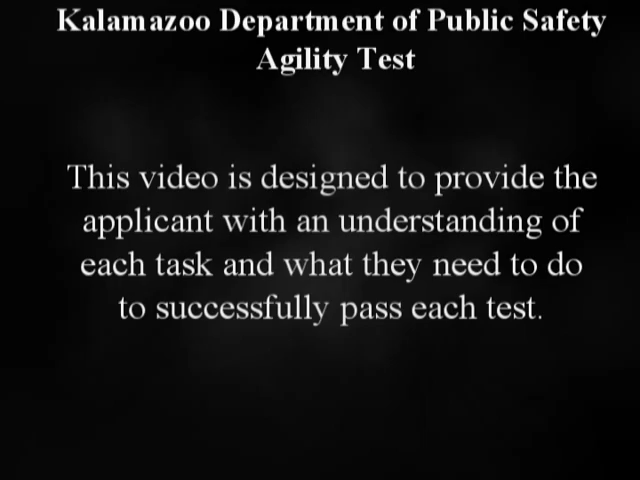 Kalamazoo Department of Public Safety
Agility Test
This video is designed to provide the
applicant with an understanding of
each task and what they need to do
to successfully pass each test.